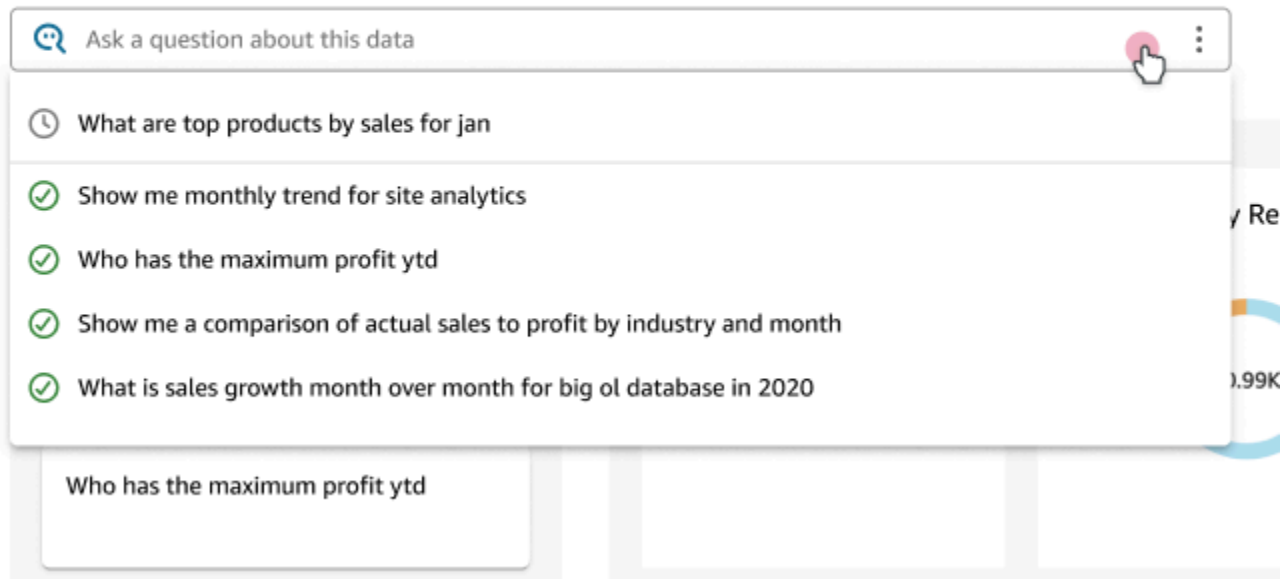 Ask a question about this data
What are top products by sales for jan
Show me monthly trend for site analytics
Who has the maximum profit ytd
Show me a comparison of actual sales to profit by industry and month
What is sales growth month over month for big ol database in 2020
y Re
.99K
Who has the maximum profit ytd